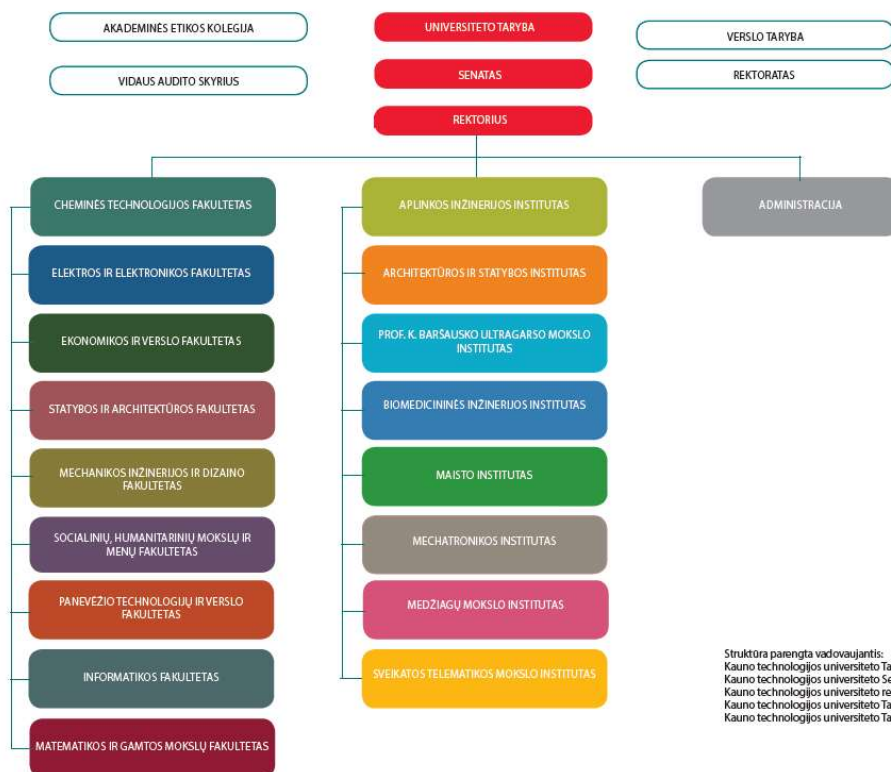 AKADEMINĖS ETIKOS KOLEGIJA
UNIVERSITETO TARYBA
VERSLO TARYBA
VIDAUS AUDITO SKYRIUS
SENATAS
REKTORATAS
REKTORIUS
CHEMINĖS TECHNOLOGIJOS FAKULTETAS
ELEKTROS IR ELEKTRONIKOS FAKULTETAS
EKONOMIKOS IR VERSLO FAKULTETAS
STATYBOS IR ARCHITEKTŪROS FAKULTETAS
MECHANIKOS INŽINERIJOS IR DIZAINO
FAKULTETAS
SOCIALINIŲ, HUMANITARINIŲ MOKSLŲ IR
MENŲ FAKULTETAS
PANEVĖŽIO TECHNOLOGIJŲ IR VERSLO
FAKULTETAS
INFORMATIKOS FAKULTETAS
MATEMATIKOS IR GAMTOS MOKSLŲ FAKULTETAS
APLINKOS INŽINERIJOS INSTITUTAS
ARCHITEKTŪROS IR STATYBOS INSTITUTAS
PROF. K. BARŠAUSKO ULTRAGARSO MOKSLO
INSTITUTAS
BIOMEDICININĖS INŽINERIJOS INSTITUTAS
MAISTO INSTITUTAS
MECHATRONIKOS INSTITUTAS
MEDŽIAGŲ MOKSLO INSTITUTAS
SVEIKATOS TELEMATIKOS MOKSLO INSTITUTAS
ADMINISTRACIJA
Struktūra parengta vadovaujantis:
Kauno technologijos universiteto Ta
Kauno technologijos universiteto Se
Kauno technologijos universiteto re
Kauno technologijos universiteto Ta
Kauno technologijos universiteto Ta